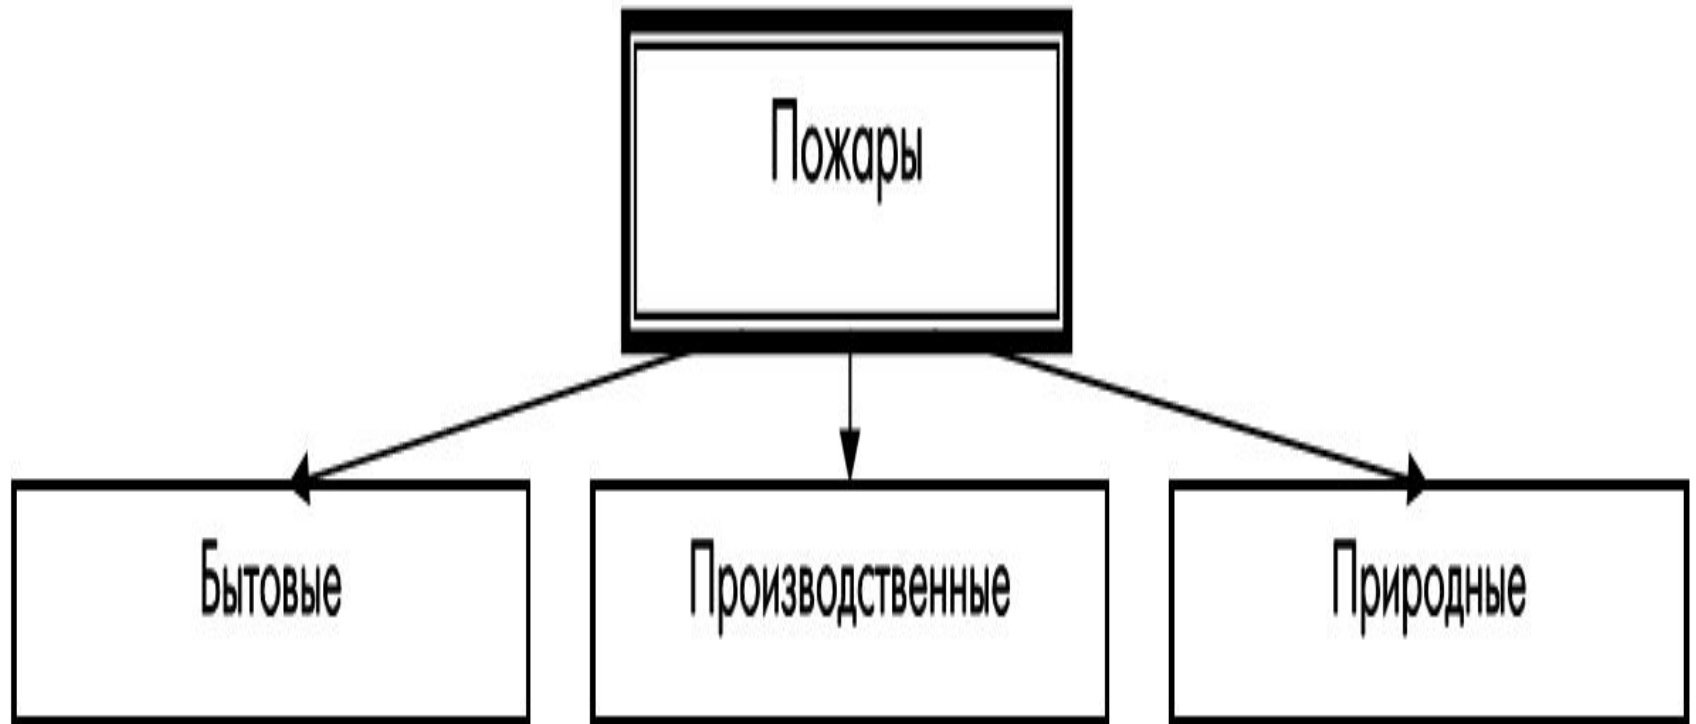 Пожары
Бытовые
Производственные
Природные